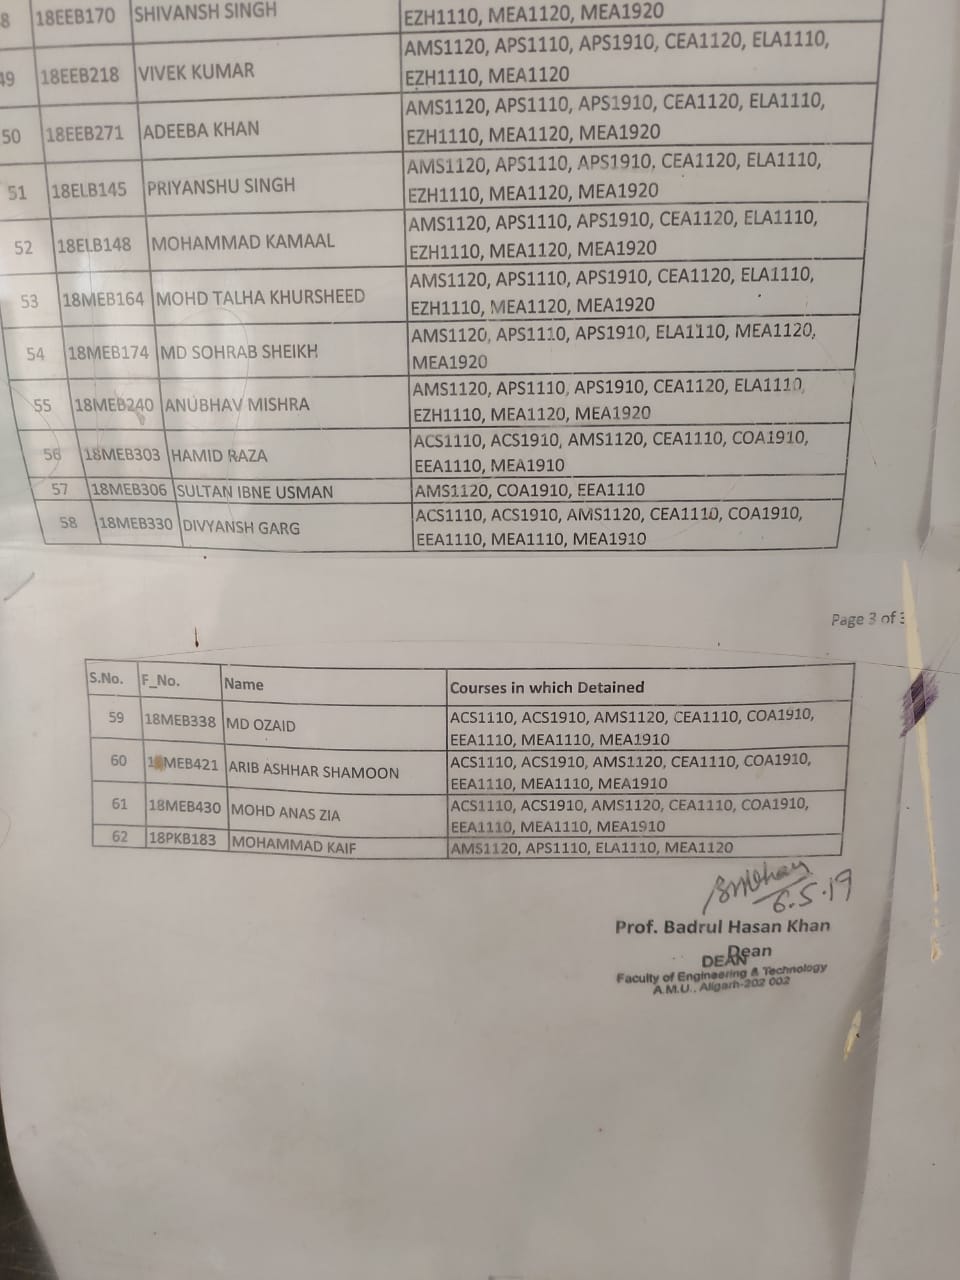 8 18EEB170 SHIVANSH SINGH EZH1110, MEA1120, MEA1920
49 18EEB218 VIVEK KUMAR AMS1120, APS1110, APS1910, CEA1120, ELA1110,
EZH1110, MEA1120
50 18EEB271 ADEEBA KHAN AMS1120, APS1110, APS1910, CEA1120, ELA1110,
EZH1110, MEA1120, MEA1920
51 18ELB145 PRIYANSHU SINGH AMS1120, APS1110, APS1910, CEA1120, ELA1110,
EZH1110, MEA1120, MEA1920
52 18ELB148 MOHAMMAD KAMAAL AMS1120, APS1110, APS1910, CEA1120, ELA1110,
EZH1110, MEA1120, MEA1920
53 18MEB164 MOHD TALHA KHURSHEED AMS1120, APS1110, APS1910, CEA1120, ELA1110,
EZH1110, MEA1120, MEA1920
54 18MEB174 MD SOHRAB SHEIKH AMS1120, APS1110, APS1910, ELA1110, MEA1120,
MEA1920
55 18MEB240 ANUBHAV MISHRA AMS1120, APS1110, APS1910, CEA1120, ELA1110,
EZH1110, MEA1120, MEA1920
56 18MEB303 HAMID RAZA ACS1110, ACS1910, AMS1120, CEA1110, COA1910,
EEA1110, MEA1910
57 18MEB306 SULTAN IBNE USMAN AMS1120, COA1910, EEA1110
58 18MEB330 DIVYANSH GARG ACS1110, ACS1910, AMS1120, CEA1110, COA1910,
EEA1110, MEA1110, MEA1910
Page 3 of 3
S.No. F_No. Name Courses in which Detained
59 18MEB338 MD OZAID ACS1110, ACS1910, AMS1120, CEA1110, COA1910,
EEA1110, MEA1110, MEA1910
60 18MEB421 ARIB ASHHAR SHAMOON ACS1110, ACS1910, AMS1120, CEA1110, COA1910,
EEA1110, MEA1110, MEA1910
61 18MEB430 MOHD ANAS ZIA ACS1110, ACS1910, AMS1120, CEA1110, COA1910,
EEA1110, MEA1110, MEA1910
62 18PKB183 MOHAMMAD KAIF AMS1120, APS1110, ELA1110, MEA1120
6.5.19
Prof. Badrul Hasan Khan
Dean
DEAN
Faculty of Engineering & Technology
A.M.U., Aligarh-202 002